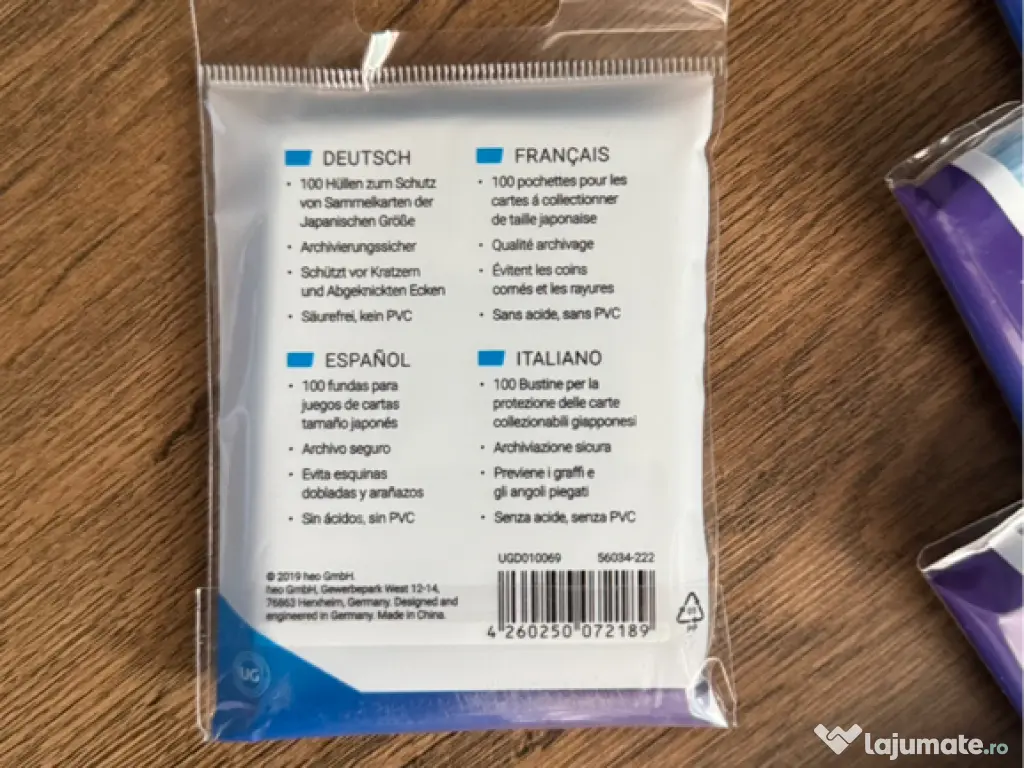 DEUTSCH
• 100 Hüllen zum Schutz
von Sammelkarten der
Japanischen Größe
• Archivierungssicher
• Schützt vor Kratzern
und Abgeknickten Ecken
• Säurefrei, kein PVC
FRANÇAIS
• 100 pochettes pour les
cartes á collectionner
de taille japonaise
• Qualité archivage
• Évitent les coins
cornés et les rayures
• Sans acide, sans PVC
ESPAÑOL
• 100 fundas para
juegos de cartas
tamaño japonés
• Archivo seguro
• Evita esquinas
dobladas y arañazos
• Sin ácidos, sin PVC
ITALIANO
• 100 Bustine per la
protezione delle carte
collezionabili giapponesi
• Archiviazione sicura
• Previene i graffi e
gli angoli piegati
• Senza acide, senza PVC
© 2019 heo GmbH.
heo GmbH, Gewerbepark West 12-14,
76863 Herxheim, Germany. Designed and
engineered in Germany. Made in China.
UGD010069 56034-222
4 260250 072189
05
PP
UG
lajumate.ro